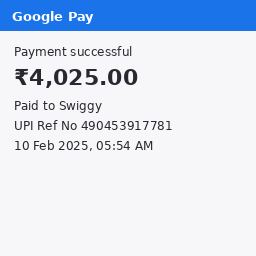 Google Pay
Payment successful
₹4,025.00
Paid to Swiggy
UPI Ref No 490453917781
10 Feb 2025, 05:54 AM